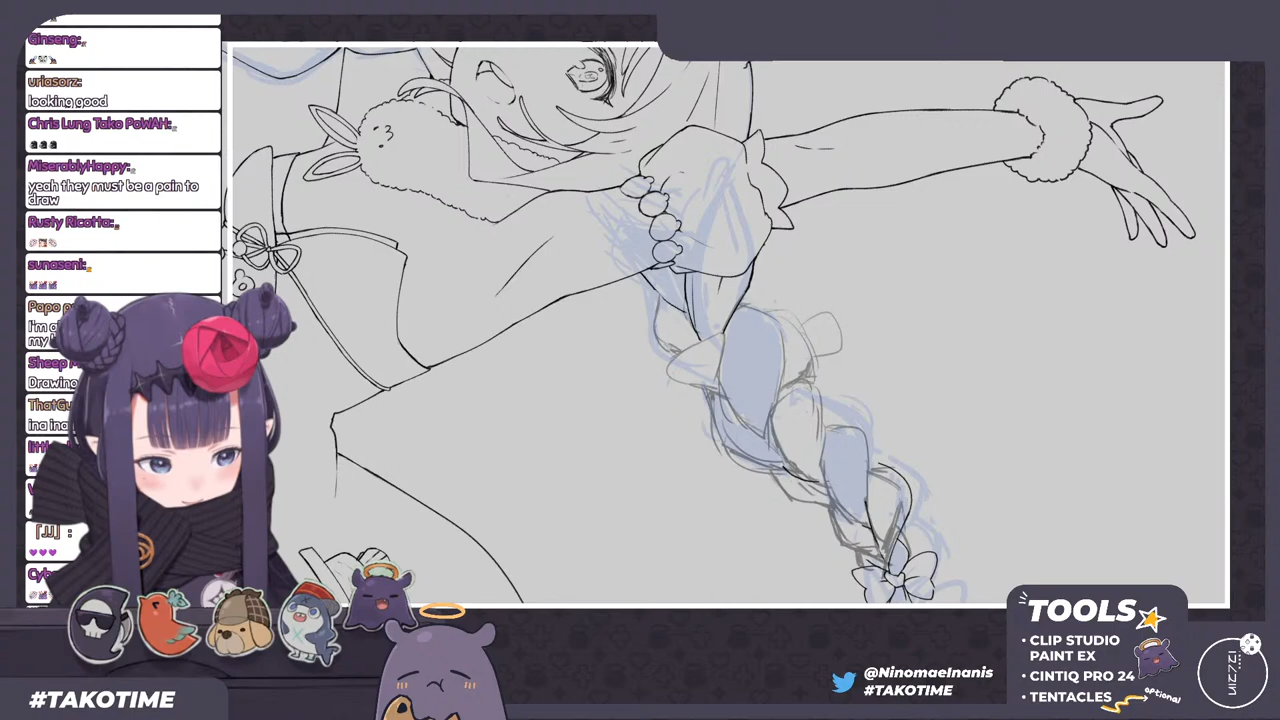 Ginseng:
uriasorz:
looking good
Chris Lung Tako PoWAH:
MiserablyHappy:
yeah they must be a pain to
draw
Rusty Ricotta:
sunaseni:
Papa
I'm
my
Sheep
Drawing
ThatGu
ina ina
「JJ」:
Cyb
#TAKOTIME
@NinomaeInanis
#TAKOTIME
TOOLS
• CLIP STUDIO
PAINT EX
• CINTIQ PRO 24
• TENTACLES optional